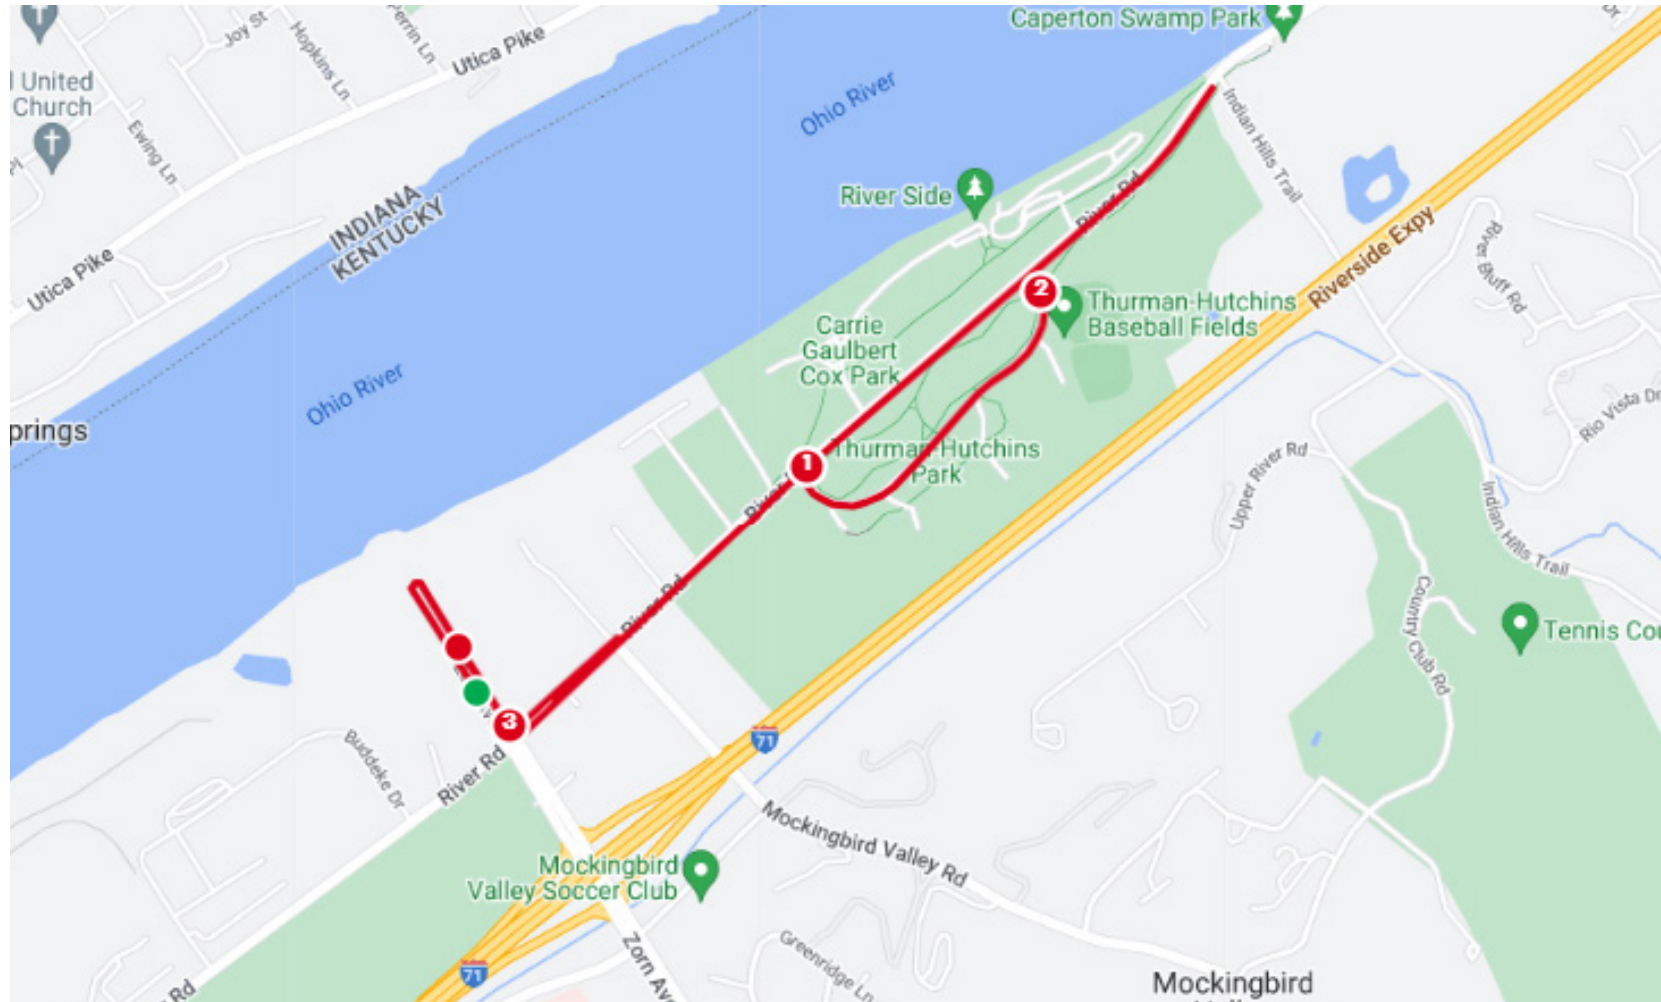 Caperton Swamp Park
Joy St
Hopkins Ln
Perrin Ln
Utica Pike
United
Church
Ewing Ln
Pl
Ohio River
Indian Hills Trail
INDIANA
KENTUCKY
River Side
River Rd
Riverside Expy
River Bluff Rd
Utica Pike
2
Thurman-Hutchins
Baseball Fields
Carrie
Gaulbert
Cox Park
Ohio River
Rio Vista Dr
prings
1
Thurman-Hutchins
Park
Upper River Rd
River
Indian Hills Trail
River Rd
Country Club Rd
Tennis Cou
3
71
Buddeke Dr
River Rd
Mockingbird Valley Rd
Mockingbird
Valley Soccer Club
Zorn Ave
Greenridge Ln
71
Rd
Mockingbird